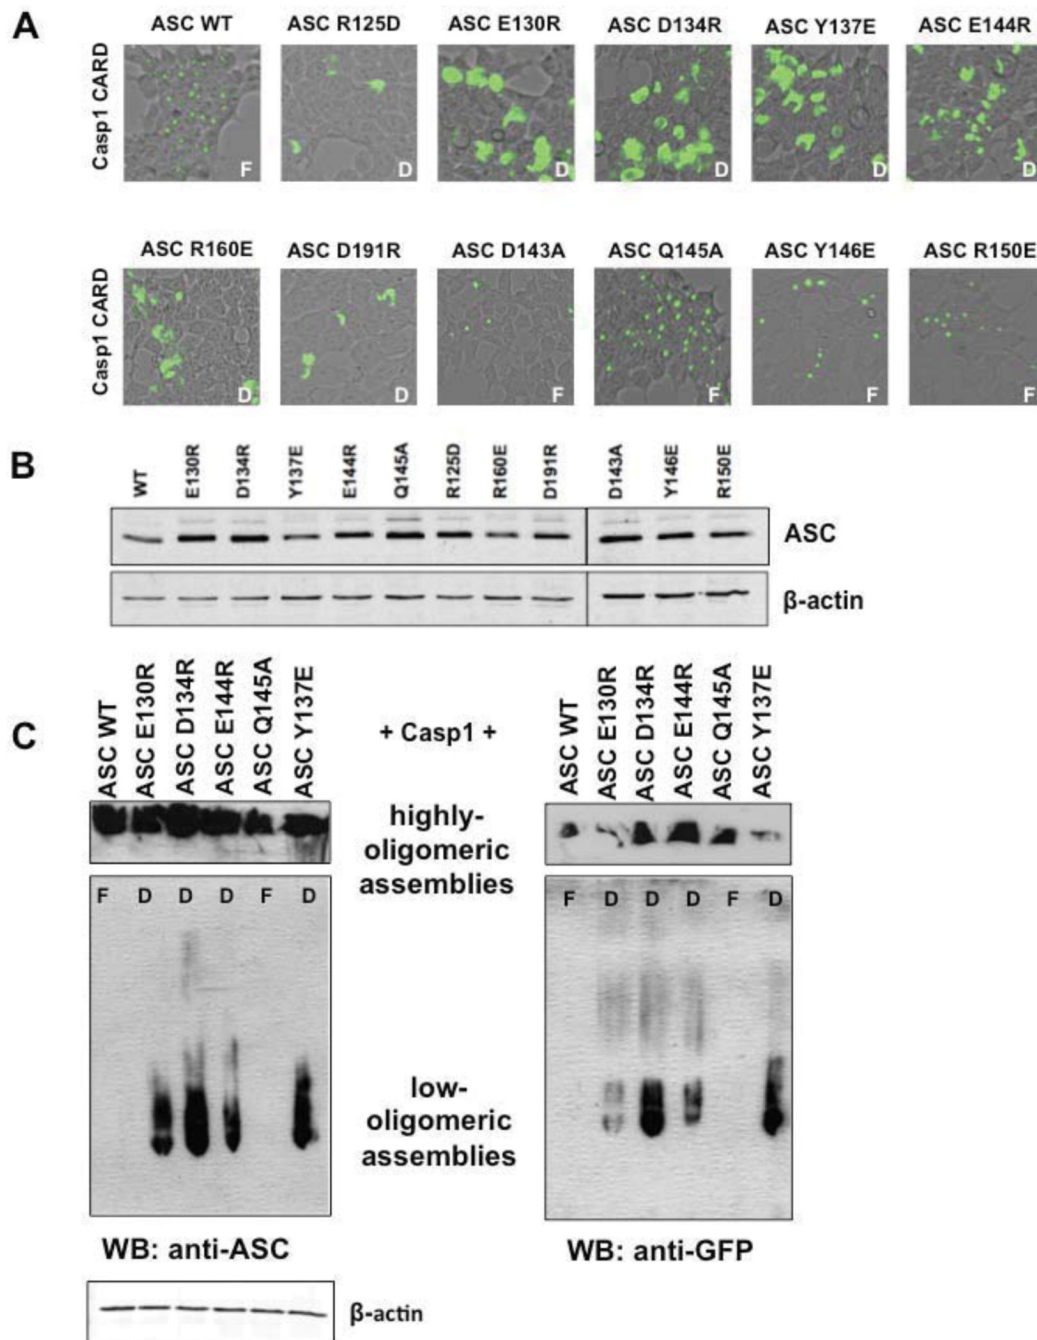 A
ASC WT ASC R125D ASC E130R ASC D134R ASC Y137E ASC E144R
Casp1 CARD
F D D D D D
ASC R160E ASC D191R ASC D143A ASC Q145A ASC Y146E ASC R150E
Casp1 CARD
D D F F F F
B
WT E130R D134R Y137E E144R Q145A R125D R160E D191R D143A Y146E R150E
ASC
β-actin
C
ASC WT ASC E130R ASC D134R ASC E144R ASC Q145A ASC Y137E
+ Casp1 +
ASC WT ASC E130R ASC D134R ASC E144R ASC Q145A ASC Y137E
highly-
oligomeric
assemblies
F D D D F D
F D D D F D
low-
oligomeric
assemblies
WB: anti-ASC
WB: anti-GFP
β-actin